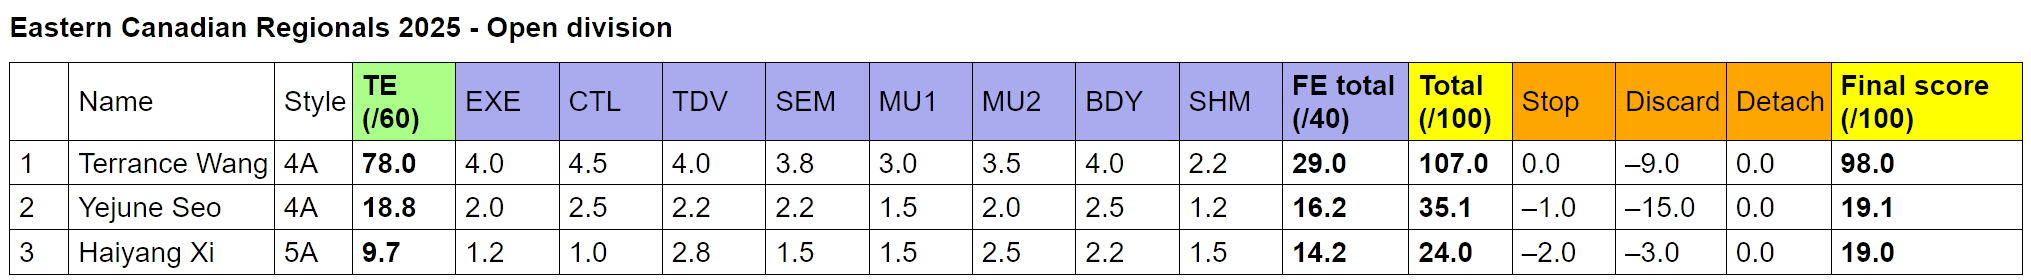 Eastern Canadian Regionals 2025 - Open division
Name Style TE (/60) EXE CTL TDV SEM MU1 MU2 BDY SHM FE total (/40) Total (/100) Stop Discard Detach Final score (/100)
1 Terrance Wang 4A 78.0 4.0 4.5 4.0 3.8 3.0 3.5 4.0 2.2 29.0 107.0 0.0 –9.0 0.0 98.0
2 Yejune Seo 4A 18.8 2.0 2.5 2.2 2.2 1.5 2.0 2.5 1.2 16.2 35.1 –1.0 –15.0 0.0 19.1
3 Haiyang Xi 5A 9.7 1.2 1.0 2.8 1.5 1.5 2.5 2.2 1.5 14.2 24.0 –2.0 –3.0 0.0 19.0